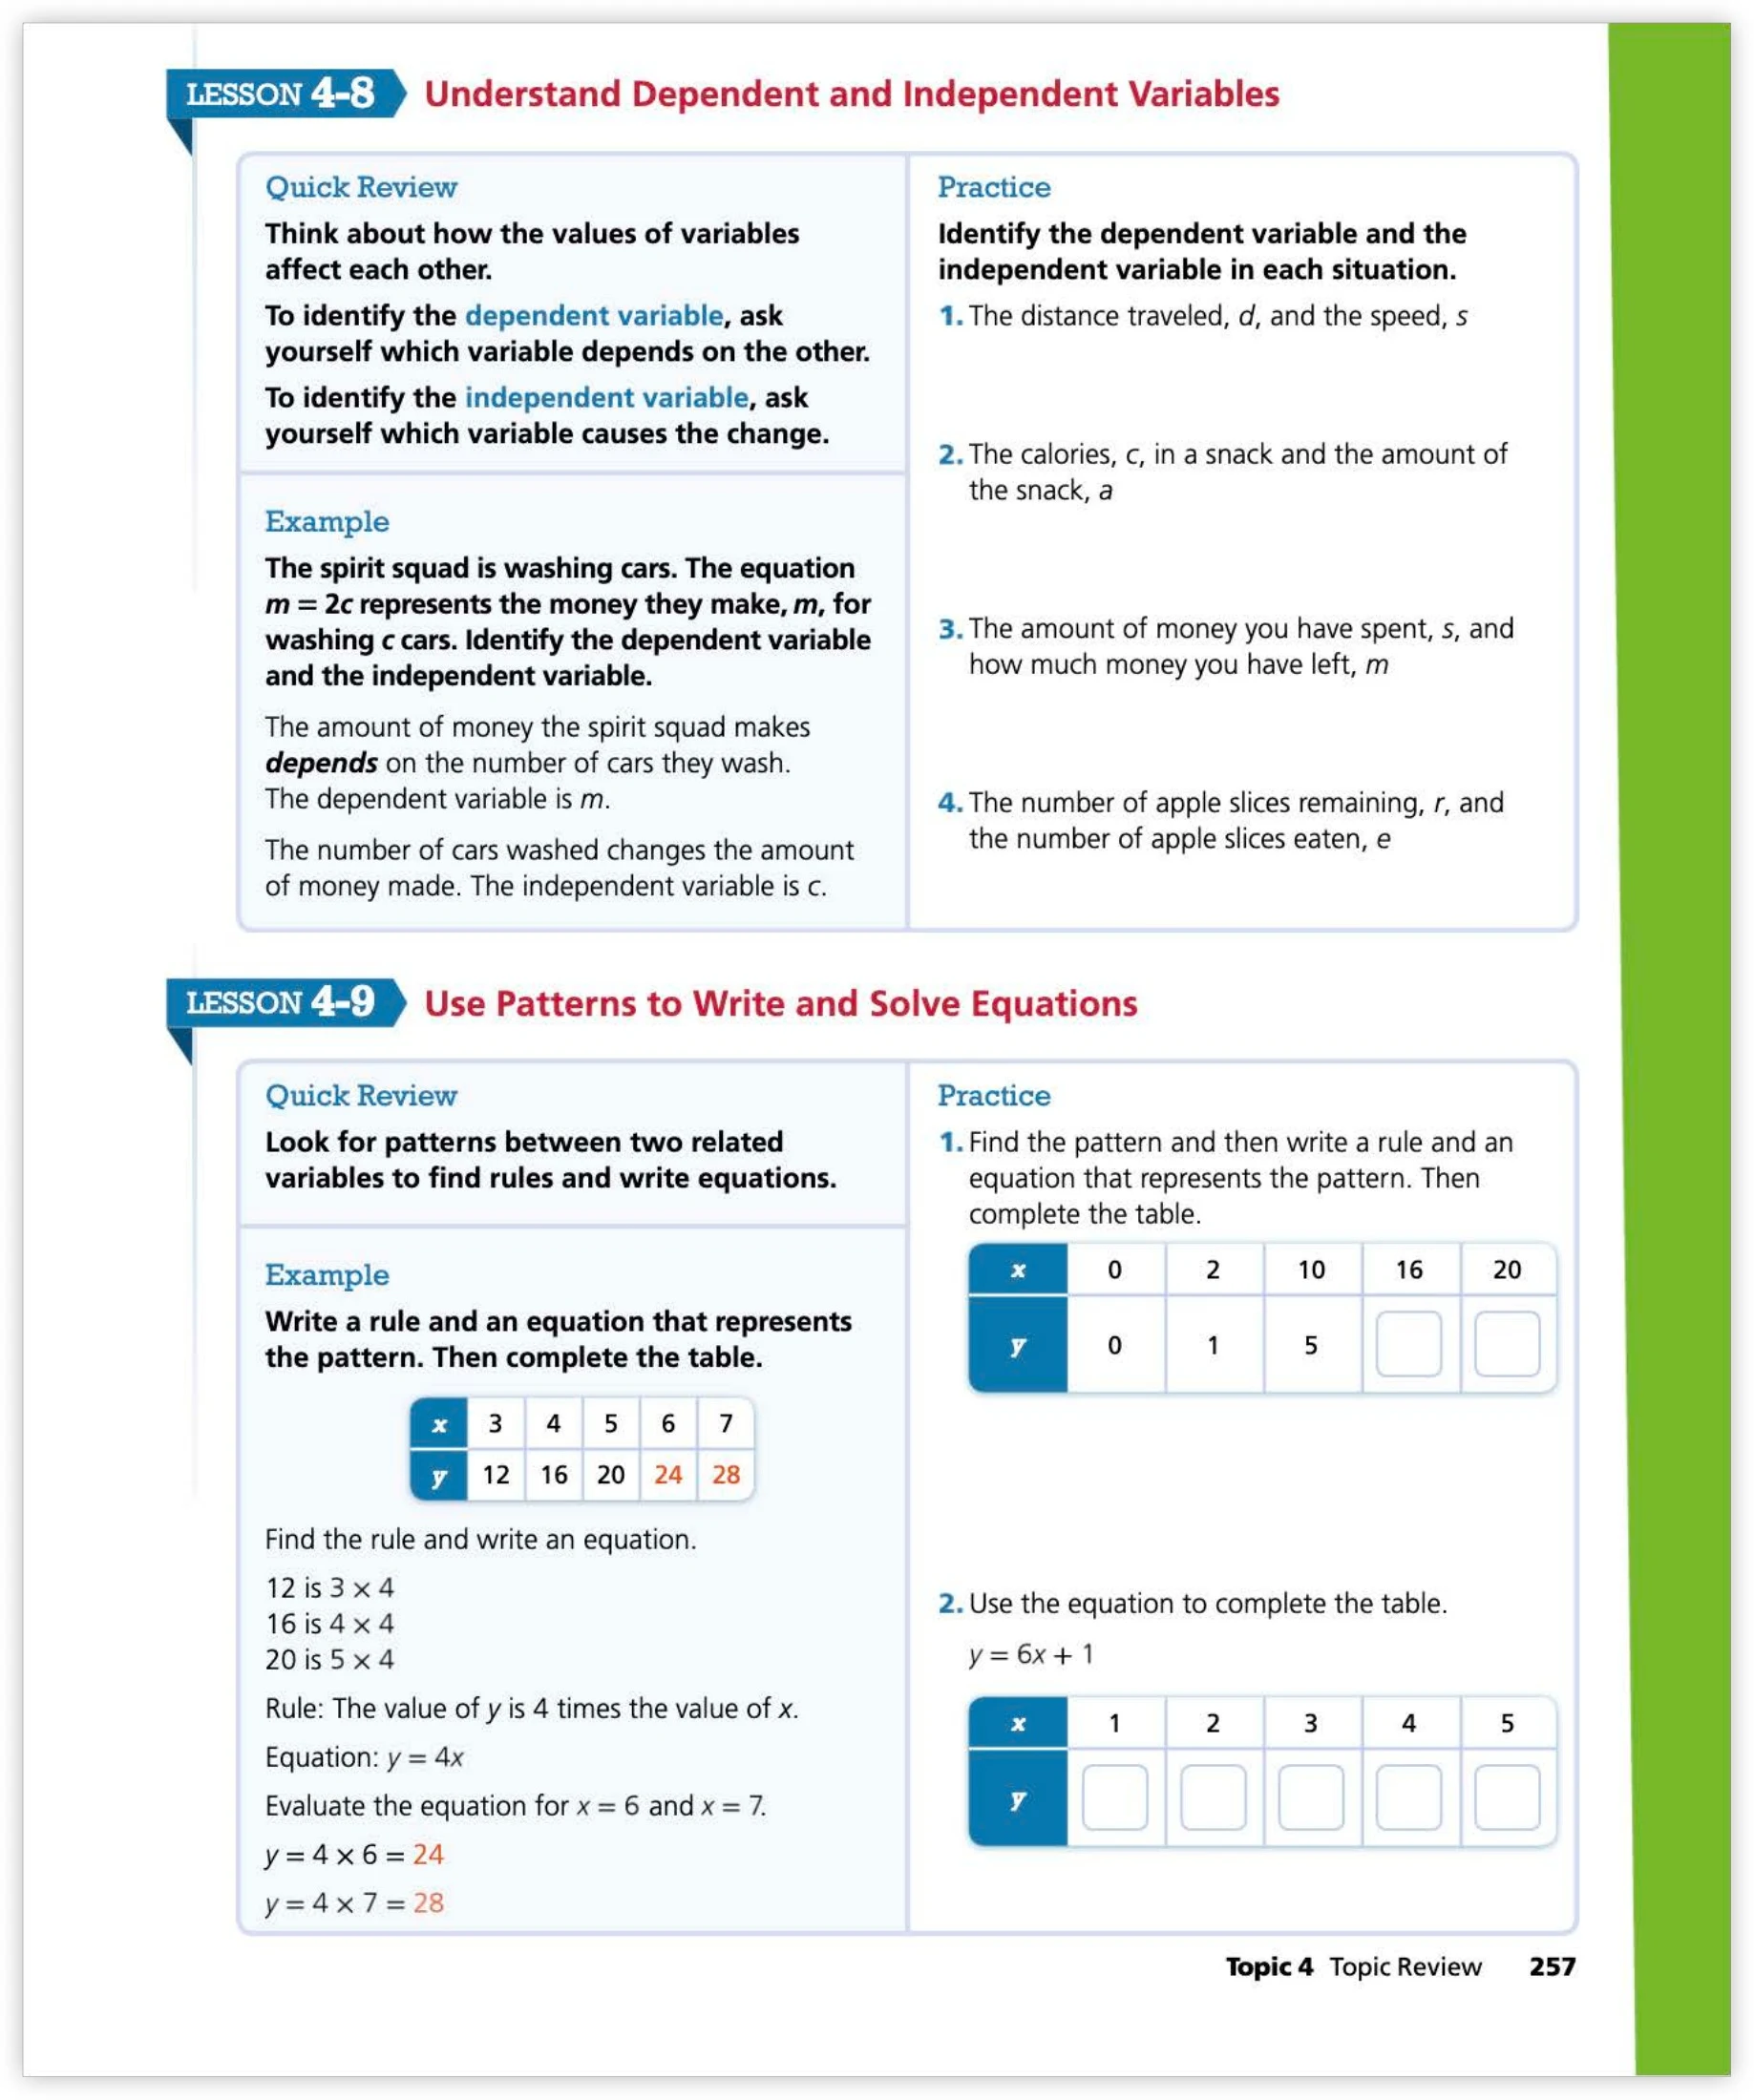 LESSON 4-8 Understand Dependent and Independent Variables
Quick Review
Think about how the values of variables
affect each other.
To identify the dependent variable, ask
yourself which variable depends on the other.
To identify the independent variable, ask
yourself which variable causes the change.
Example
The spirit squad is washing cars. The equation
m = 2c represents the money they make, m, for
washing c cars. Identify the dependent variable
and the independent variable.
The amount of money the spirit squad makes
depends on the number of cars they wash.
The dependent variable is m.
The number of cars washed changes the amount
of money made. The independent variable is c.
Practice
Identify the dependent variable and the
independent variable in each situation.
1. The distance traveled, d, and the speed, s
2. The calories, c, in a snack and the amount of
the snack, a
3. The amount of money you have spent, s, and
how much money you have left, m
4. The number of apple slices remaining, r, and
the number of apple slices eaten, e
LESSON 4-9 Use Patterns to Write and Solve Equations
Quick Review
Look for patterns between two related
variables to find rules and write equations.
Example
Write a rule and an equation that represents
the pattern. Then complete the table.
x 3 4 5 6 7
y 12 16 20 24 28
Find the rule and write an equation.
12 is 3 × 4
16 is 4 × 4
20 is 5 × 4
Rule: The value of y is 4 times the value of x.
Equation: y = 4x
Evaluate the equation for x = 6 and x = 7.
y = 4 × 6 = 24
y = 4 × 7 = 28
Practice
1. Find the pattern and then write a rule and an
equation that represents the pattern. Then
complete the table.
x 0 2 10 16 20
y 0 1 5
2. Use the equation to complete the table.
y = 6x + 1
x 1 2 3 4 5
y
Topic 4 Topic Review 257